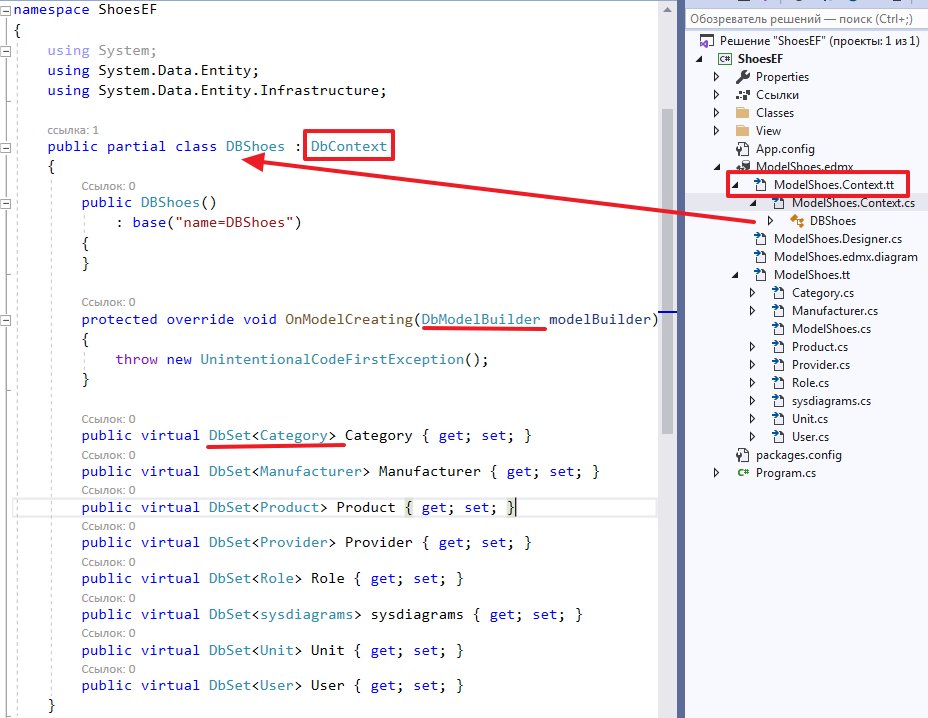 namespace ShoesEF
{
using System;
using System.Data.Entity;
using System.Data.Entity.Infrastructure;
ссылка: 1
public partial class DBShoes : DbContext
{
Ссылок: 0
public DBShoes()
: base("name=DBShoes")
{
}
Ссылок: 0
protected override void OnModelCreating(DbModelBuilder modelBuilder)
{
throw new UnintentionalCodeFirstException();
}
Ссылок: 0
public virtual DbSet<Category> Category { get; set; }
Ссылок: 0
public virtual DbSet<Manufacturer> Manufacturer { get; set; }
Ссылок: 0
public virtual DbSet<Product> Product { get; set; }
Ссылок: 0
public virtual DbSet<Provider> Provider { get; set; }
Ссылок: 0
public virtual DbSet<Role> Role { get; set; }
Ссылок: 0
public virtual DbSet<sysdiagrams> sysdiagrams { get; set; }
Ссылок: 0
public virtual DbSet<Unit> Unit { get; set; }
Ссылок: 0
public virtual DbSet<User> User { get; set; }
}
Обозреватель решений — поиск (Ctrl+;)
Решение "ShoesEF" (проекты: 1 из 1)
C# ShoesEF
Properties
Ссылки
Classes
View
App.config
ModelShoes.edmx
ModelShoes.Context.tt
ModelShoes.Context.cs
DBShoes
ModelShoes.Designer.cs
ModelShoes.edmx.diagram
ModelShoes.tt
Category.cs
Manufacturer.cs
ModelShoes.cs
Product.cs
Provider.cs
Role.cs
sysdiagrams.cs
Unit.cs
User.cs
packages.config
C# Program.cs